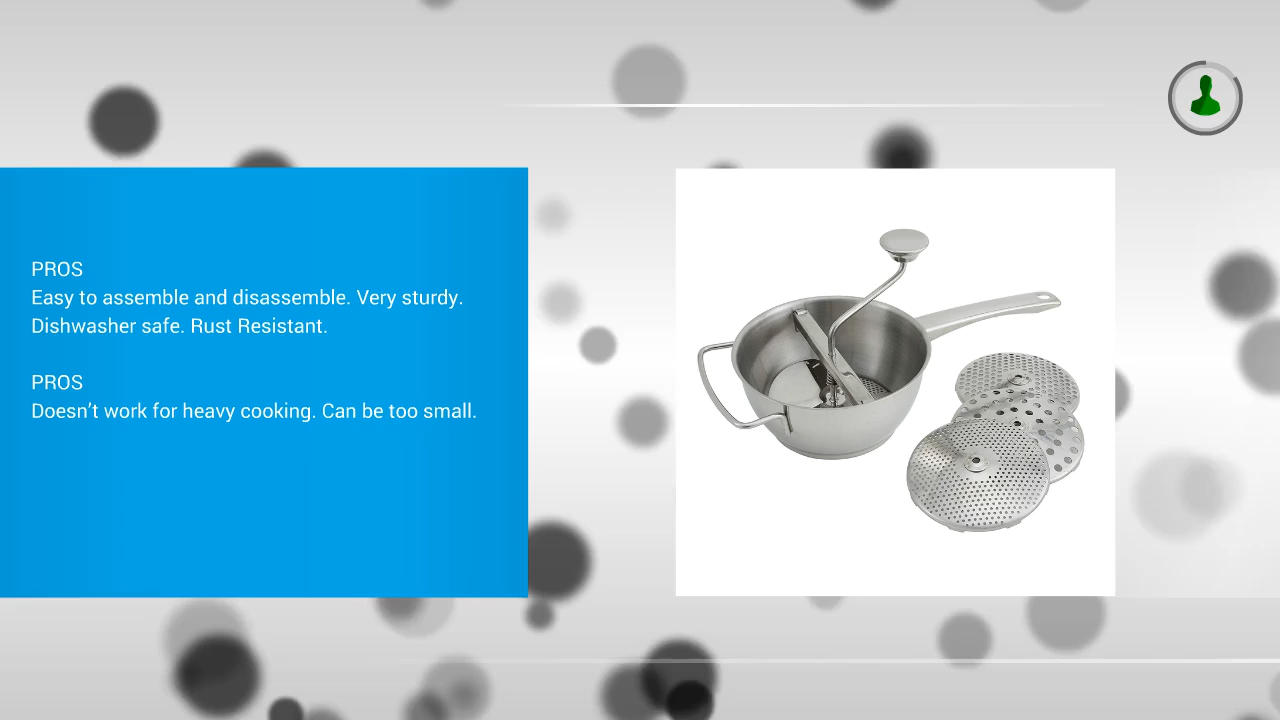 PROS
Easy to assemble and disassemble. Very sturdy.
Dishwasher safe. Rust Resistant.
PROS
Doesn’t work for heavy cooking. Can be too small.